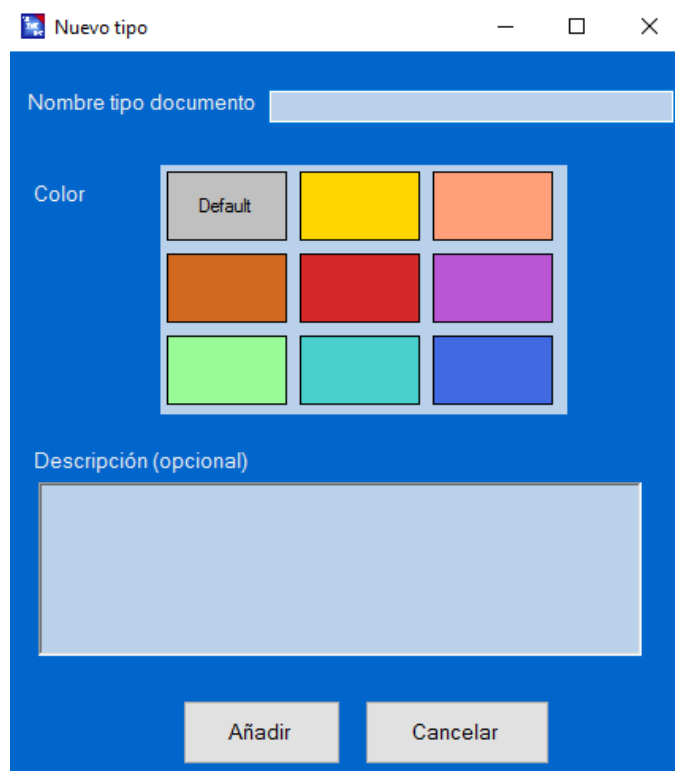 Nuevo tipo
Nombre tipo documento
Color
Default
Descripción (opcional)
Añadir
Cancelar